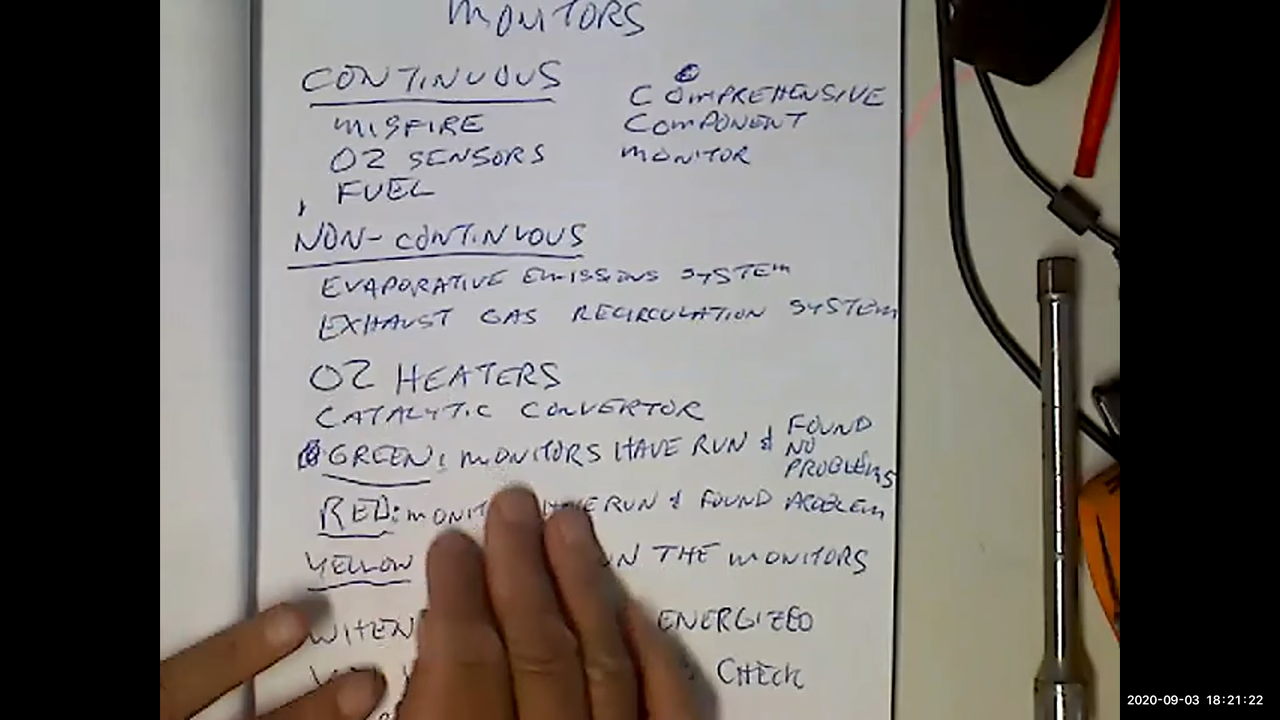 MONITORS
CONTINUOUS
MISFIRE
O2 SENSORS
FUEL
COMPREHENSIVE
COMPONENT
MONITOR
NON-CONTINUOUS
EVAPORATIVE EMISSIONS SYSTEM
EXHAUST GAS RECIRCULATION SYSTEM
O2 HEATERS
CATALYTIC CONVERTOR
GREEN: MONITORS HAVE RUN & FOUND
NO
PROBLEMS
RED: MONIT RUN & FOUND PROBLEM
YELLOW THE MONITORS
WHEN ENERGIZED
CHECK
2020-09-03 18:21:22